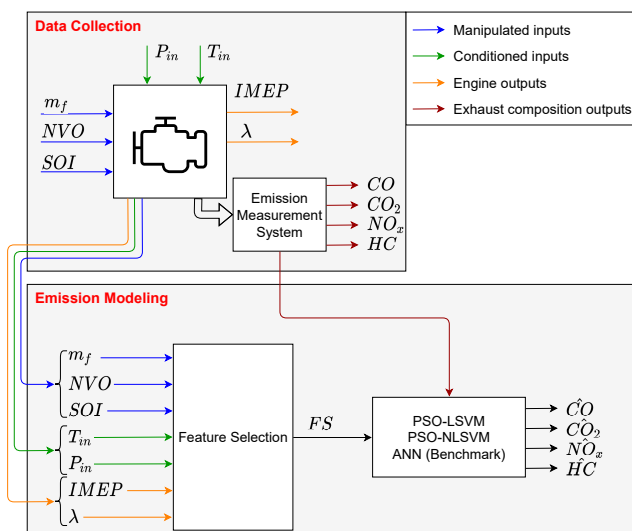 Data Collection
Manipulated inputs
Conditioned inputs
Engine outputs
Exhaust composition outputs
P_in
T_in
m_f
NVO
SOI
IMEP
λ
Emission
Measurement
System
CO
CO_2
NO_x
HC
Emission Modeling
m_f
NVO
SOI
T_in
P_in
IMEP
λ
Feature Selection
FS
PSO-LSVM
PSO-NLSVM
ANN (Benchmark)
CÔ
CÔ_2
NÔ_x
HĈ